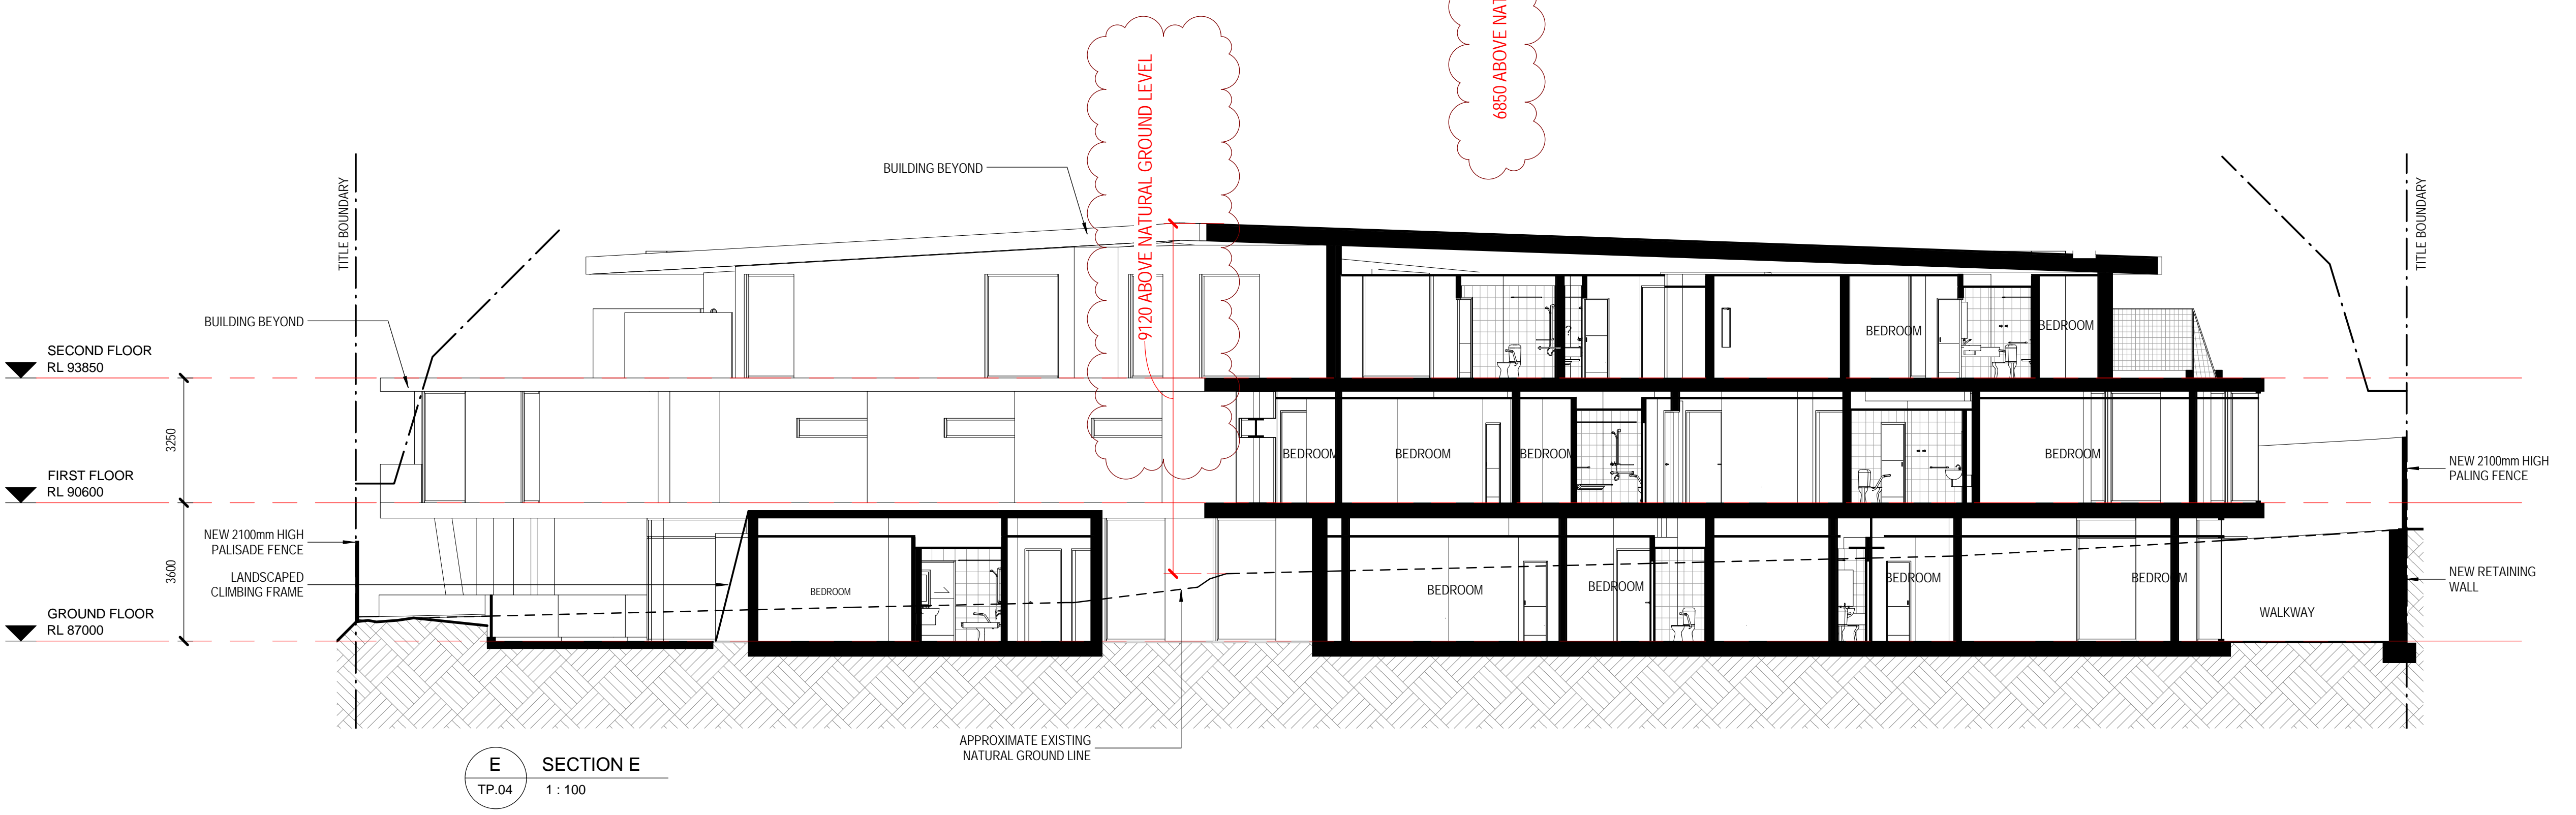 6850 ABOVE NAT
9120 ABOVE NATURAL GROUND LEVEL
BUILDING BEYOND
TITLE BOUNDARY
TITLE BOUNDARY
BUILDING BEYOND
SECOND FLOOR
RL 93850
?
BEDROOM
BEDROOM
3250
FIRST FLOOR
RL 90600
BEDROOM
BEDROOM
BEDROOM
BEDROOM
NEW 2100mm HIGH
PALING FENCE
NEW 2100mm HIGH
PALISADE FENCE
3600
LANDSCAPED
CLIMBING FRAME
BEDROOM
BEDROOM
BEDROOM
BEDROOM
BEDROOM
NEW RETAINING
WALL
GROUND FLOOR
RL 87000
WALKWAY
APPROXIMATE EXISTING
NATURAL GROUND LINE
E
TP.04
SECTION E
1 : 100